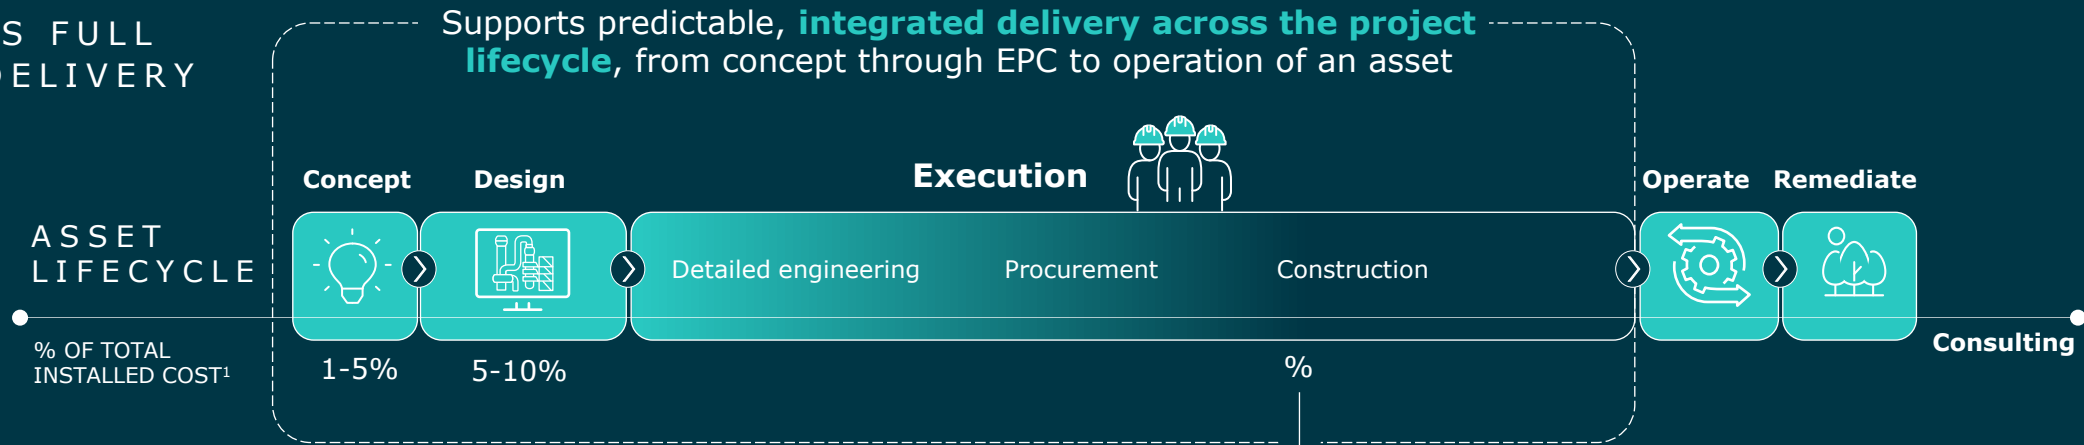 S FULL
DELIVERY
Supports predictable, integrated delivery across the project
lifecycle, from concept through EPC to operation of an asset
Concept
Design
Execution
Operate
Remediate
ASSET
LIFECYCLE
Detailed engineering
Procurement
Construction
% OF TOTAL
INSTALLED COST¹
1-5%
5-10%
%
Consulting